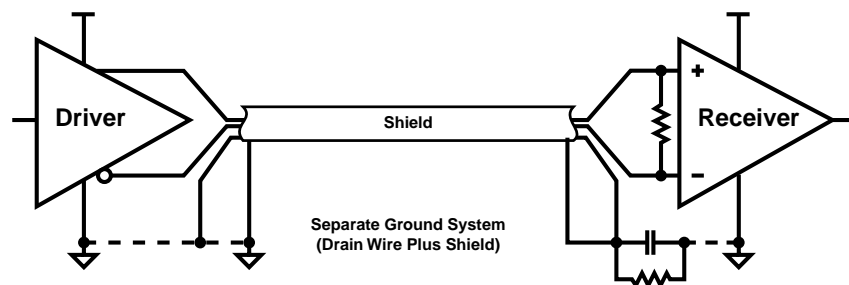 Driver
Shield
+
Receiver
−
Separate Ground System
(Drain Wire Plus Shield)